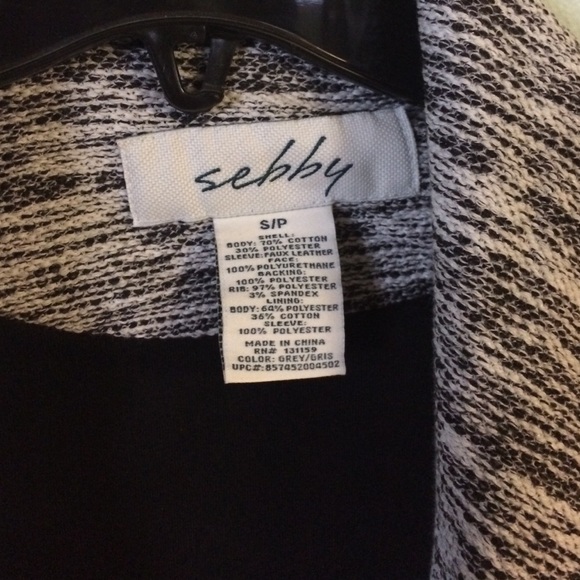 sebby
S/P
SHELL:
BODY: 70% COTTON
30% POLYESTER
SLEEVE:FAUX LEATHER
FACE:
100% POLYURETHANE
BACKING:
100% POLYESTER
RIB: 97% POLYESTER
3% SPANDEX
LINING:
BODY: 64% POLYESTER
36% COTTON
SLEEVE:
100% POLYESTER
MADE IN CHINA
RN# 131159
COLOR: GREY/GRIS
UPC#:857452004502